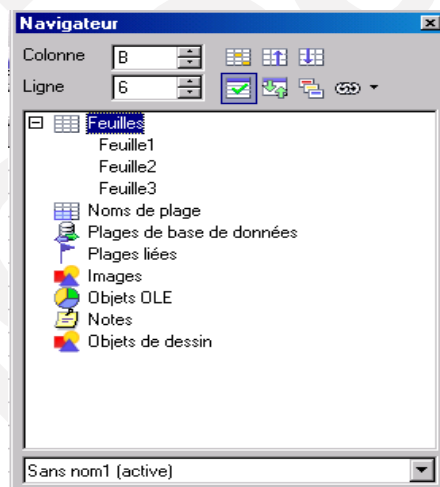 Navigateur
Colonne B
Ligne 6
Feuilles
Feuille1
Feuille2
Feuille3
Noms de plage
Plages de base de données
Plages liées
Images
Objets OLE
Notes
Objets de dessin
Sans nom1 (active)